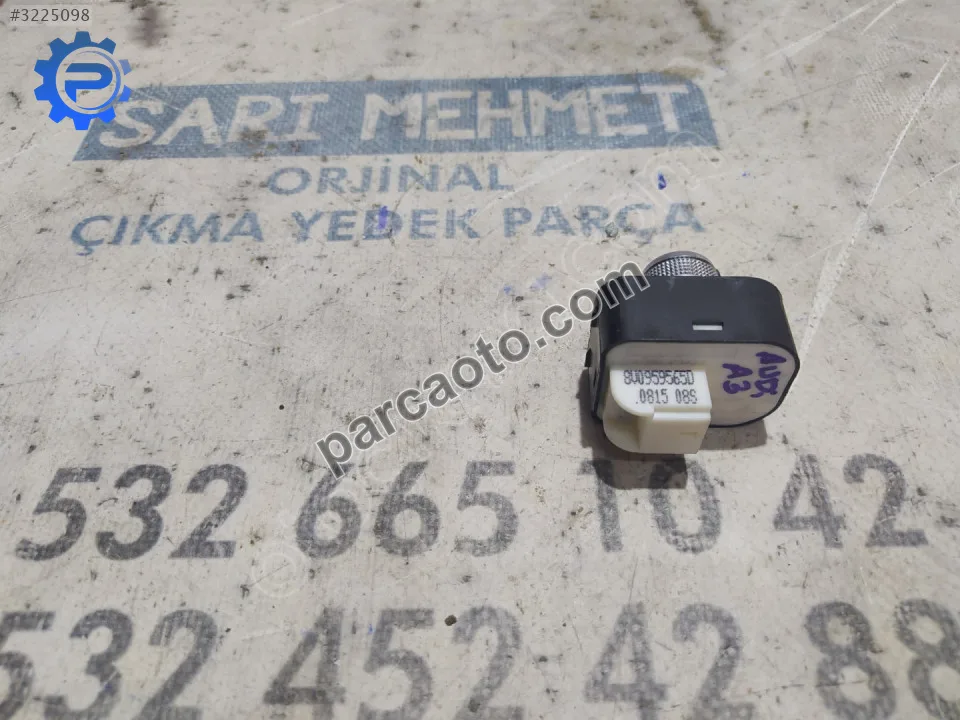 #3225098
P
SARI MEHMET
ORJİNAL
ÇIKMA YEDEK PARÇA
parcaoto.com
8V0959565D
.0815 08S
AUDI
A3
532 665 10 42
532 452 42 88